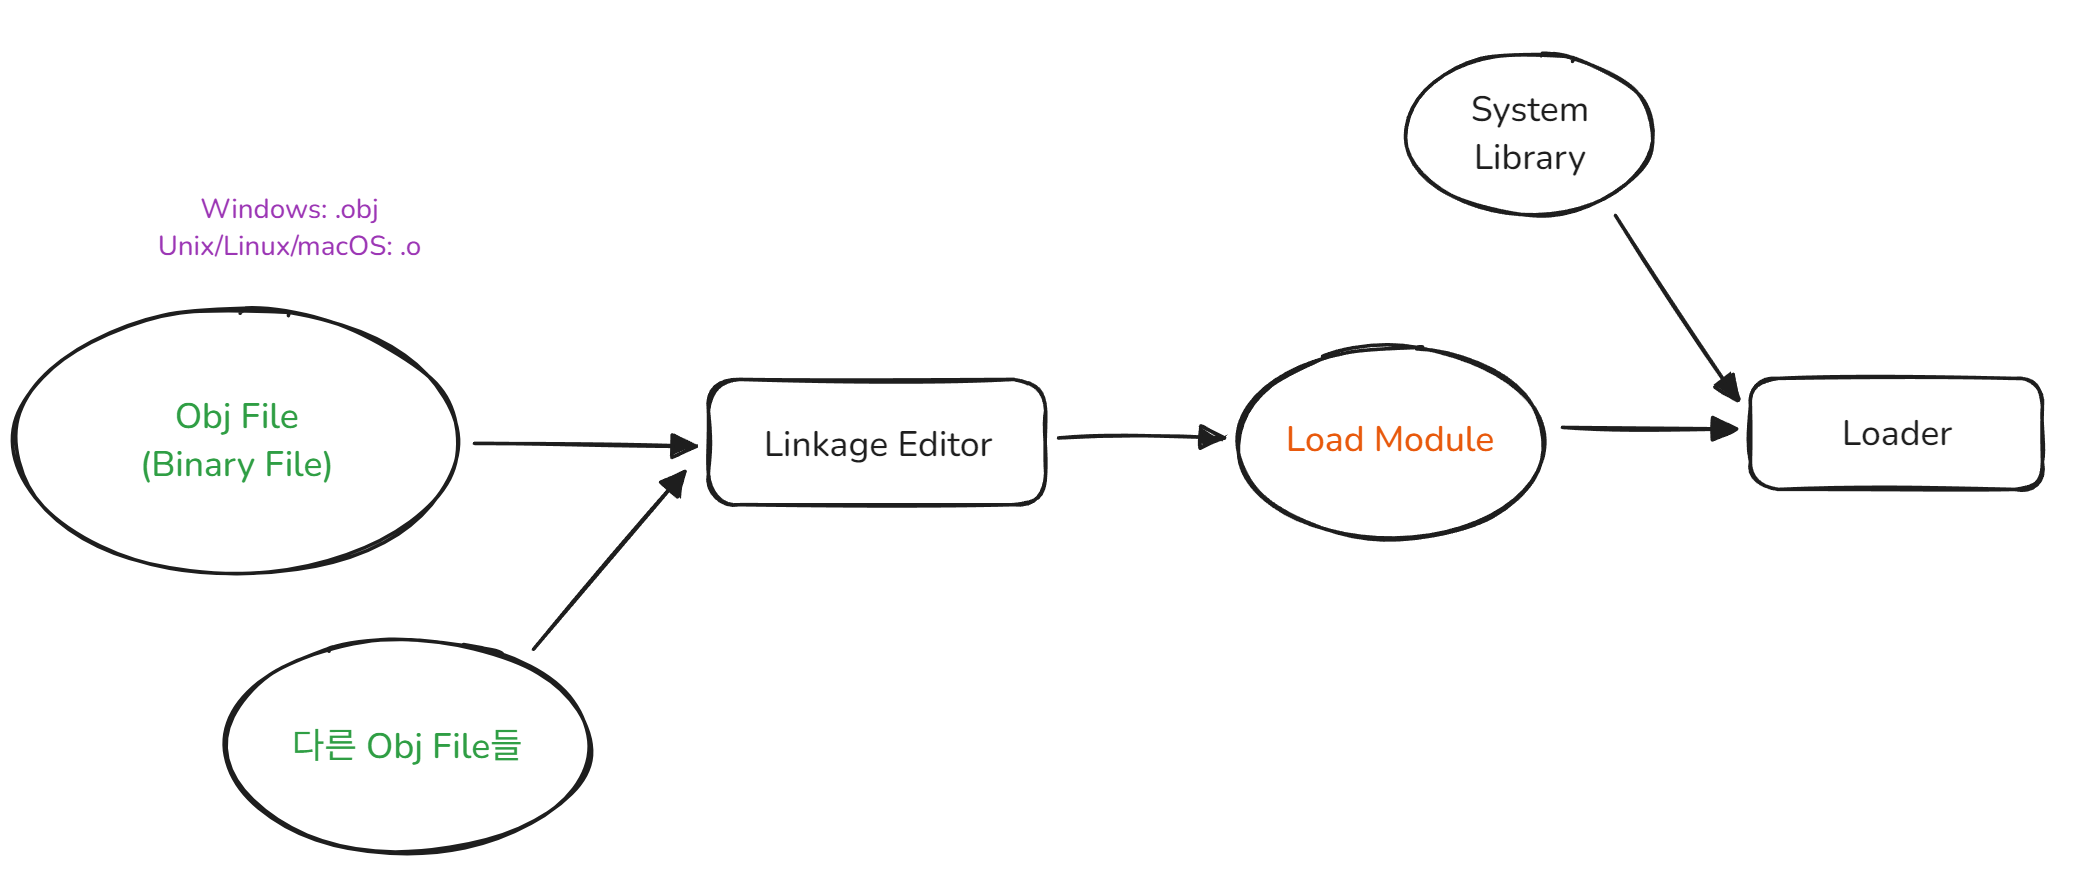 System
Library
Windows: .obj
Unix/Linux/macOS: .o
Obj File
(Binary File)
Linkage Editor
Load Module
Loader
다른 Obj File들